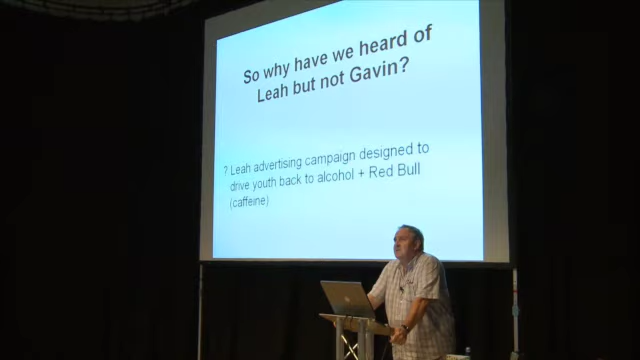 So why have we heard of
Leah but not Gavin?
? Leah advertising campaign designed to
drive youth back to alcohol + Red Bull
(caffeine)